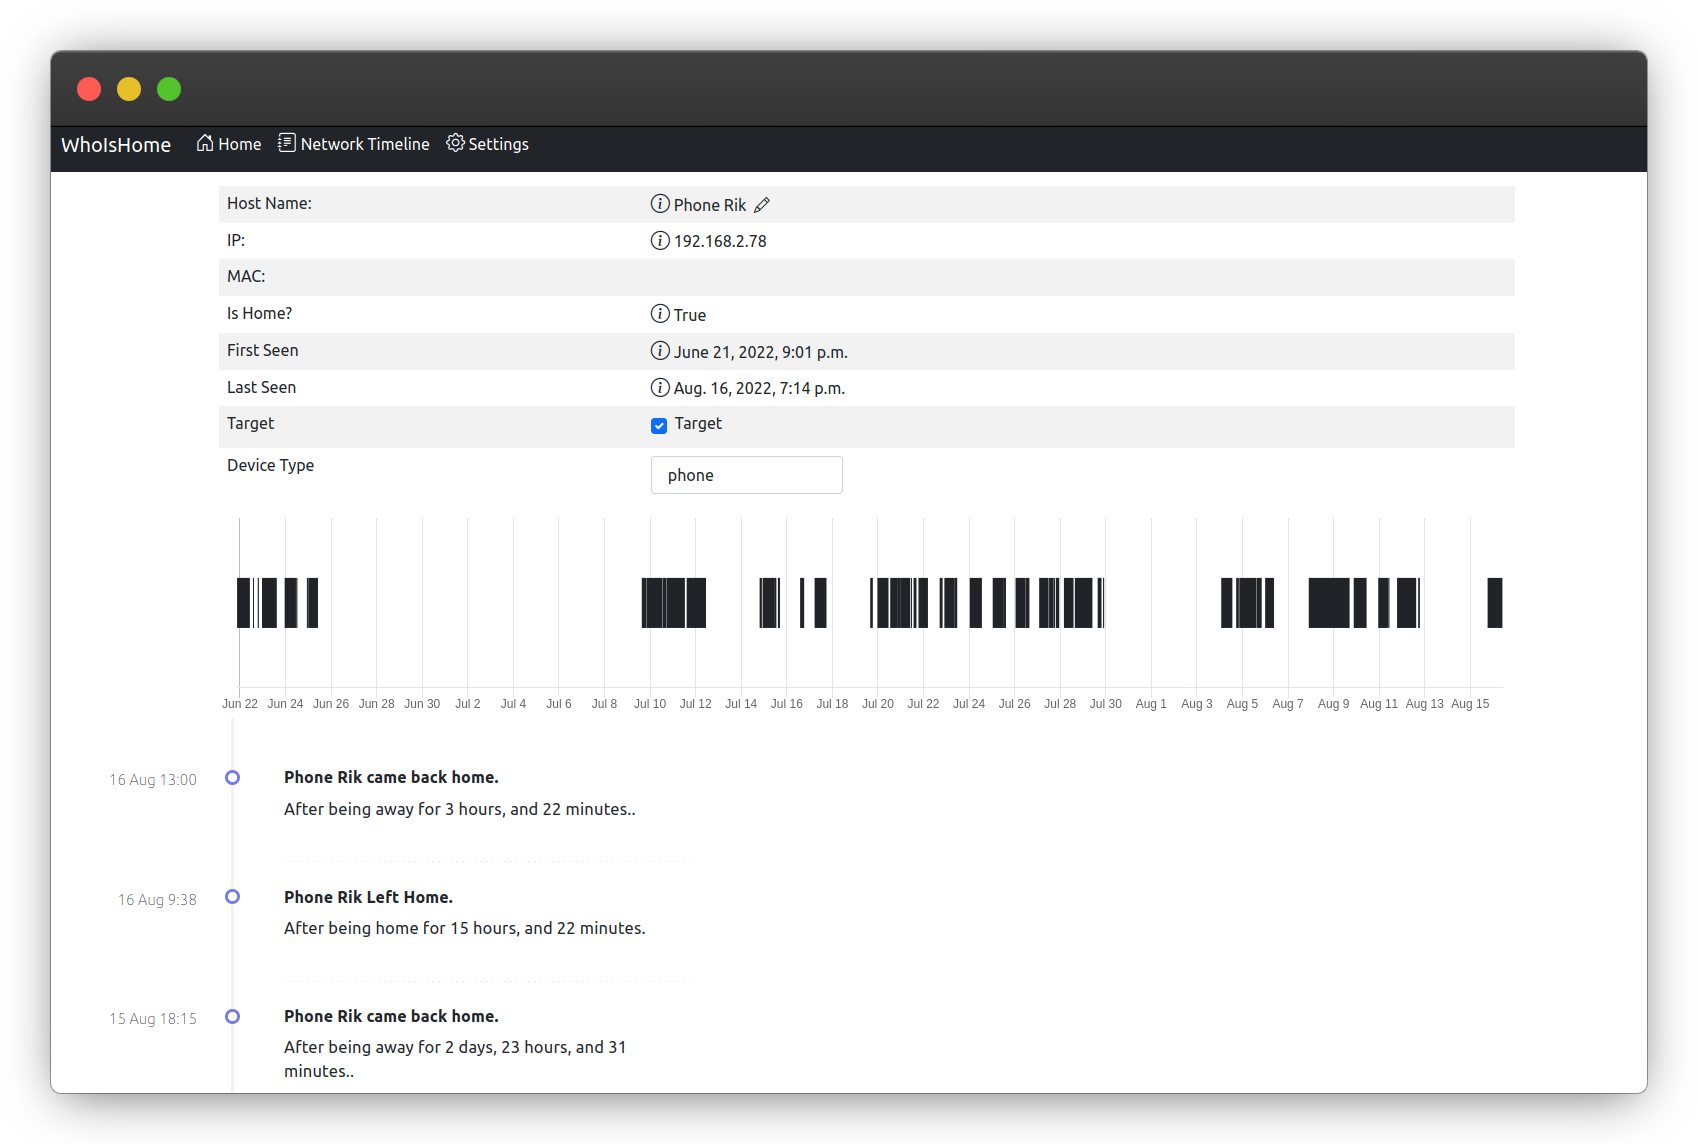 WhoIsHome Home Network Timeline Settings
Host Name: Phone Rik
IP: 192.168.2.78
MAC:
Is Home? True
First Seen June 21, 2022, 9:01 p.m.
Last Seen Aug. 16, 2022, 7:14 p.m.
Target Target
Device Type phone
Jun 22 Jun 24 Jun 26 Jun 28 Jun 30 Jul 2 Jul 4 Jul 6 Jul 8 Jul 10 Jul 12 Jul 14 Jul 16 Jul 18 Jul 20 Jul 22 Jul 24 Jul 26 Jul 28 Jul 30 Aug 1 Aug 3 Aug 5 Aug 7 Aug 9 Aug 11 Aug 13 Aug 15
16 Aug 13:00 Phone Rik came back home.
After being away for 3 hours, and 22 minutes..
16 Aug 9:38 Phone Rik Left Home.
After being home for 15 hours, and 22 minutes.
15 Aug 18:15 Phone Rik came back home.
After being away for 2 days, 23 hours, and 31
minutes..